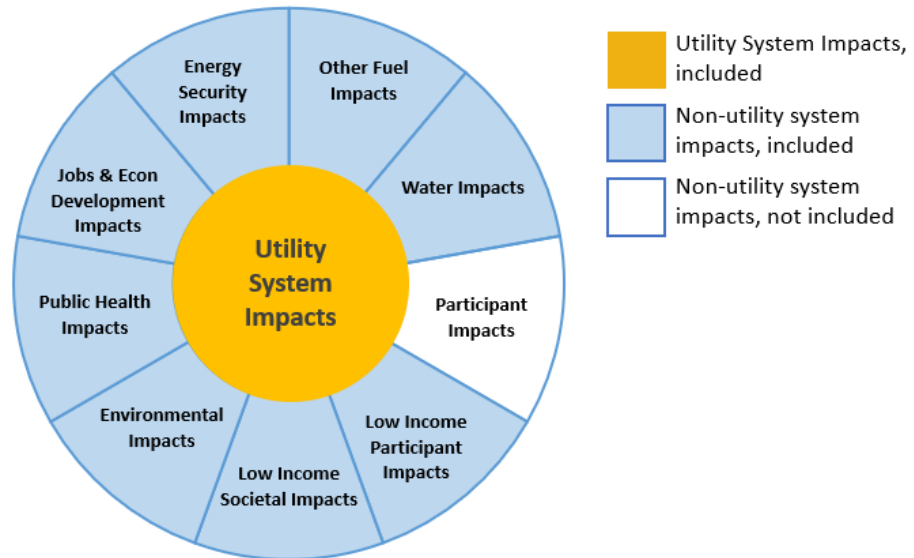 Energy
Security
Impacts
Other Fuel
Impacts
Jobs & Econ
Development
Impacts
Water Impacts
Utility
System
Impacts
Public Health
Impacts
Participant
Impacts
Environmental
Impacts
Low Income
Participant
Impacts
Low Income
Societal Impacts
Utility System Impacts,
included
Non-utility system
impacts, included
Non-utility system
impacts, not included